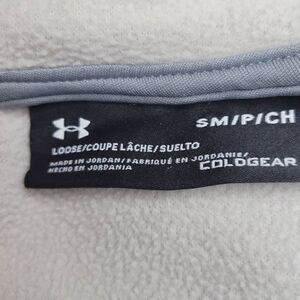 SM/P/CH
LOOSE/COUPE LÂCHE/SUELTO
MADE IN JORDAN/FABRIQUÉ EN JORDANIE/
HECHO EN JORDANIA
COLDGEAR